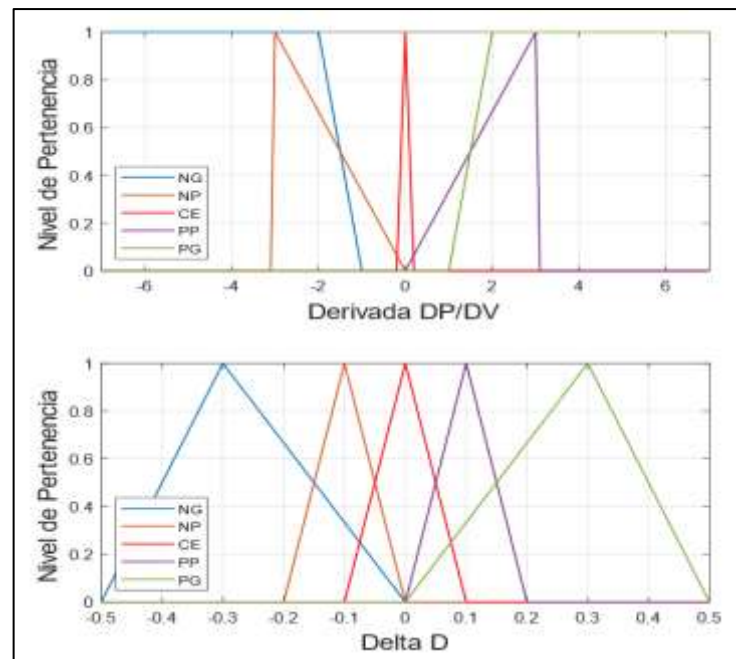 1
0.8
0.6
0.4
0.2
0
Nivel de Pertenencia
NG
NP
CE
PP
PG
-6 -4 -2 0 2 4 6
Derivada DP/DV
1
0.8
0.6
0.4
0.2
0
Nivel de Pertenencia
NG
NP
CE
PP
PG
-0.5 -0.4 -0.3 -0.2 -0.1 0 0.1 0.2 0.3 0.4 0.5
Delta D